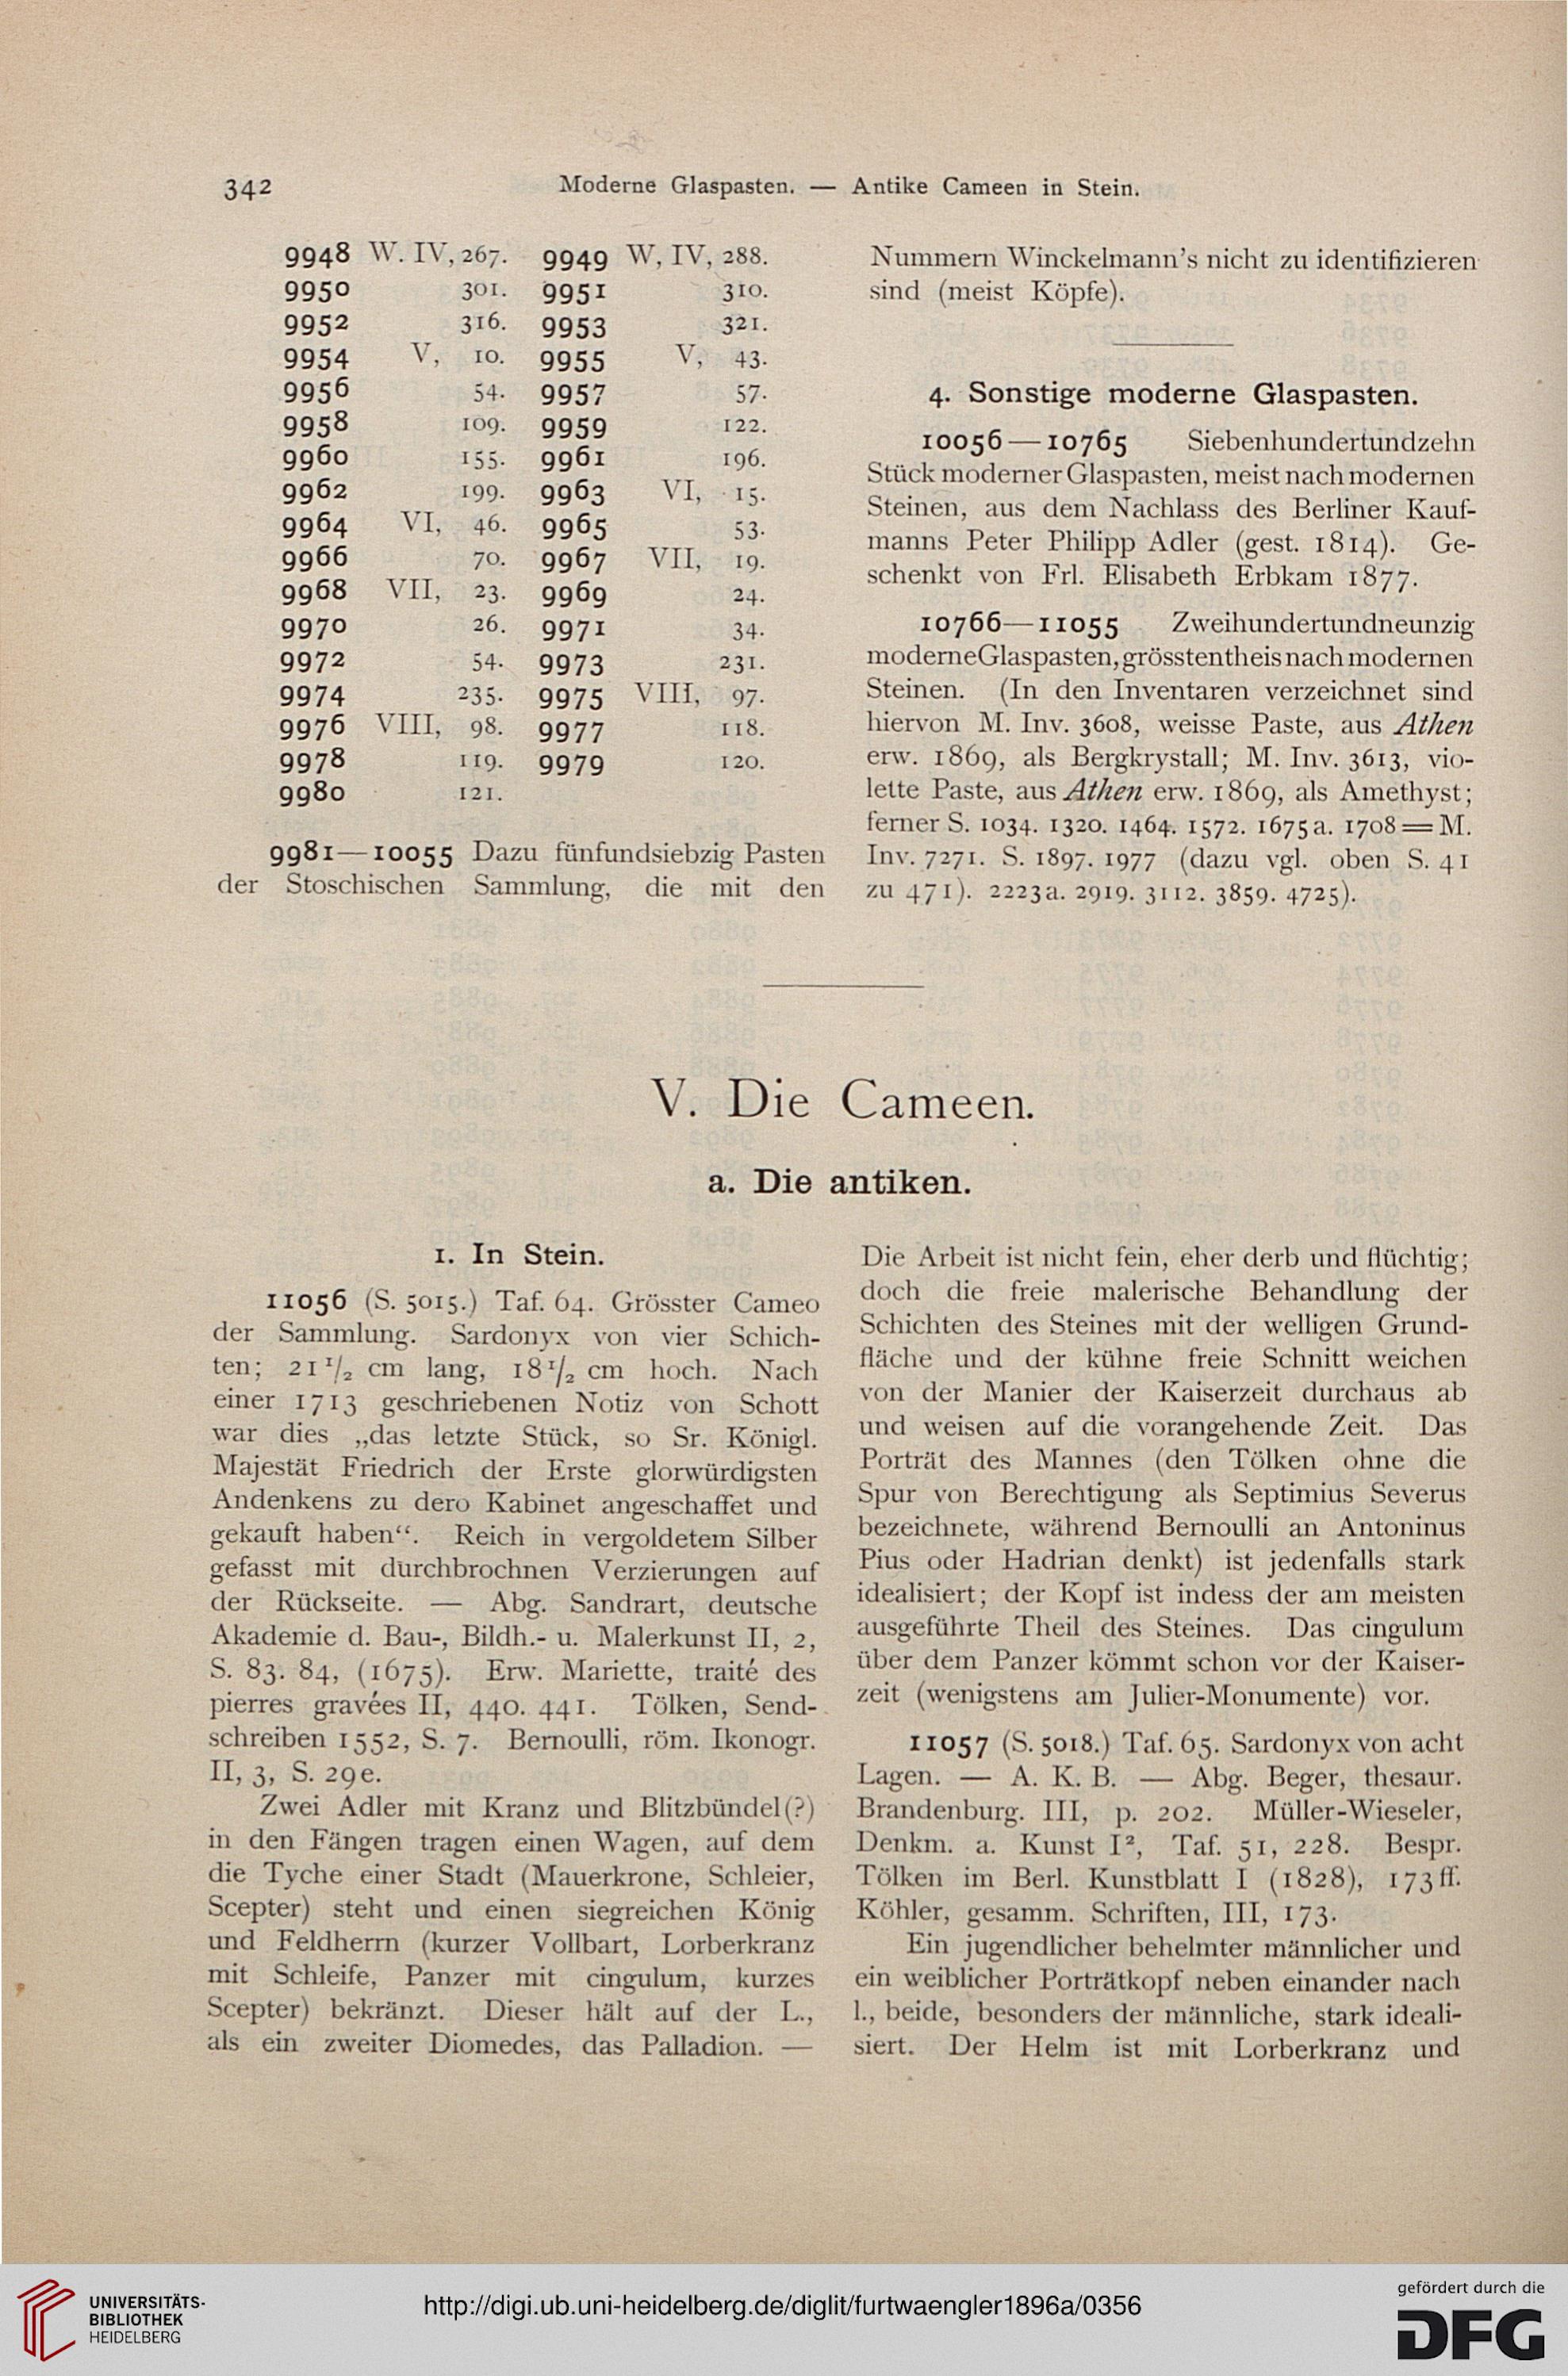 342
Moderne Glaspasten. — Antike Cameen in Stein.
9948 W. IV, 267. 9949 W, IV, 288.
9950 301. 9951 310.
9952 316. 9953 321.
9954 V, 10. 9955 V, 43.
9956 54. 9957 57.
9958 109. 9959 122.
9960 155. 9961 196.
9962 199. 9963 VI, 15.
9964 VI, 46. 9965 53.
9966 70. 9967 VII, 19.
9968 VII, 23. 9969 24.
9970 26. 9971 34.
9972 54. 9973 231.
9974 235. 9975 VIII, 97.
9976 VIII, 98. 9977 118.
9978 119. 9979 120.
9980 121.
9981—10055 Dazu fünfundsiebzig Pasten
der Stoschischen Sammlung, die mit den
Nummern Winckelmann's nicht zu identifizieren
sind (meist Köpfe).
4. Sonstige moderne Glaspasten.
10056—10765 Siebenhundertundzehn
Stück moderner Glaspasten, meist nach modernen
Steinen, aus dem Nachlass des Berliner Kauf-
manns Peter Philipp Adler (gest. 1814). Ge-
schenkt von Frl. Elisabeth Erbkam 1877.
10766—11055 Zweihundertundneunzig
moderne Glaspasten, grösstentheis nach modernen
Steinen. (In den Inventaren verzeichnet sind
hiervon M. Inv. 3608, weisse Paste, aus Athen
erw. 1869, als Bergkrystall; M. Inv. 3613, vio-
lette Paste, aus Athen erw. 1869, als Amethyst;
ferner S. 1034. 1320. 1464. 1572. 1675a. 1708 = M.
Inv. 7271. S. 1897. 1977 (dazu vgl. oben S. 41
zu 471). 2223a. 2919. 3112. 3859. 4725).
V. Die Cameen.
a. Die antiken.
1. In Stein.
11056 (S. 5015.) Taf. 64. Grösster Cameo
der Sammlung. Sardonyx von vier Schich-
ten; 21 1/2 cm lang, 18 1/2 cm hoch. Nach
einer 1713 geschriebenen Notiz von Schott
war dies „das letzte Stück, so Sr. Königl.
Majestät Friedrich der Erste glorwürdigsten
Andenkens zu dero Kabinet angeschaffet und
gekauft haben“. Reich in vergoldetem Silber
gefasst mit durchbrochnen Verzierungen auf
der Rückseite. — Abg. Sandrart, deutsche
Akademie d. Bau-, Bildh.- u. Malerkunst II, 2,
S. 83. 84, (1675). Erw. Mariette, traité des
pierres gravées II, 440. 441. Tölken, Send-
schreiben 1552, S. 7. Bernoulli, röm. Ikonogr.
II, 3, S. 29e.
Zwei Adler mit Kranz und Blitzbündel(?)
in den Fängen tragen einen Wagen, auf dem
die Tyche einer Stadt (Mauerkrone, Schleier,
Scepter) steht und einen siegreichen König
und Feldherrn (kurzer Vollbart, Lorberkranz
mit Schleife, Panzer mit cingulum, kurzes
Scepter) bekränzt. Dieser hält auf der L.,
als ein zweiter Diomedes, das Palladion. —
Die Arbeit ist nicht fein, eher derb und flüchtig;
doch die freie malerische Behandlung der
Schichten des Steines mit der welligen Grund-
fläche und der kühne freie Schnitt weichen
von der Manier der Kaiserzeit durchaus ab
und weisen auf die vorangehende Zeit. Das
Porträt des Mannes (den Tölken ohne die
Spur von Berechtigung als Septimius Severus
bezeichnete, während Bernoulli an Antoninus
Pius oder Hadrian denkt) ist jedenfalls stark
idealisiert; der Kopf ist indess der am meisten
ausgeführte Theil des Steines. Das cingulum
über dem Panzer kömmt schon vor der Kaiser-
zeit (wenigstens am Julier-Monumente) vor.
11057 (S. 5018.) Taf. 65. Sardonyx von acht
Lagen. — A. K. B. — Abg. Beger, thesaur.
Brandenburg. III, p. 202. Müller-Wieseler,
Denkm. a. Kunst I², Taf. 51, 228. Bespr.
Tölken im Berl. Kunstblatt I (1828), 173 ff.
Köhler, gesamm. Schriften, III, 173.
Ein jugendlicher behelmter männlicher und
ein weiblicher Porträtkopf neben einander nach
l., beide, besonders der männliche, stark ideali-
siert. Der Helm ist mit Lorberkranz und
UNIVERSITÄTS-
BIBLIOTHEK
HEIDELBERG
http://digi.ub.uni-heidelberg.de/diglit/furtwaengler1896a/0356
gefördert durch die
DFG